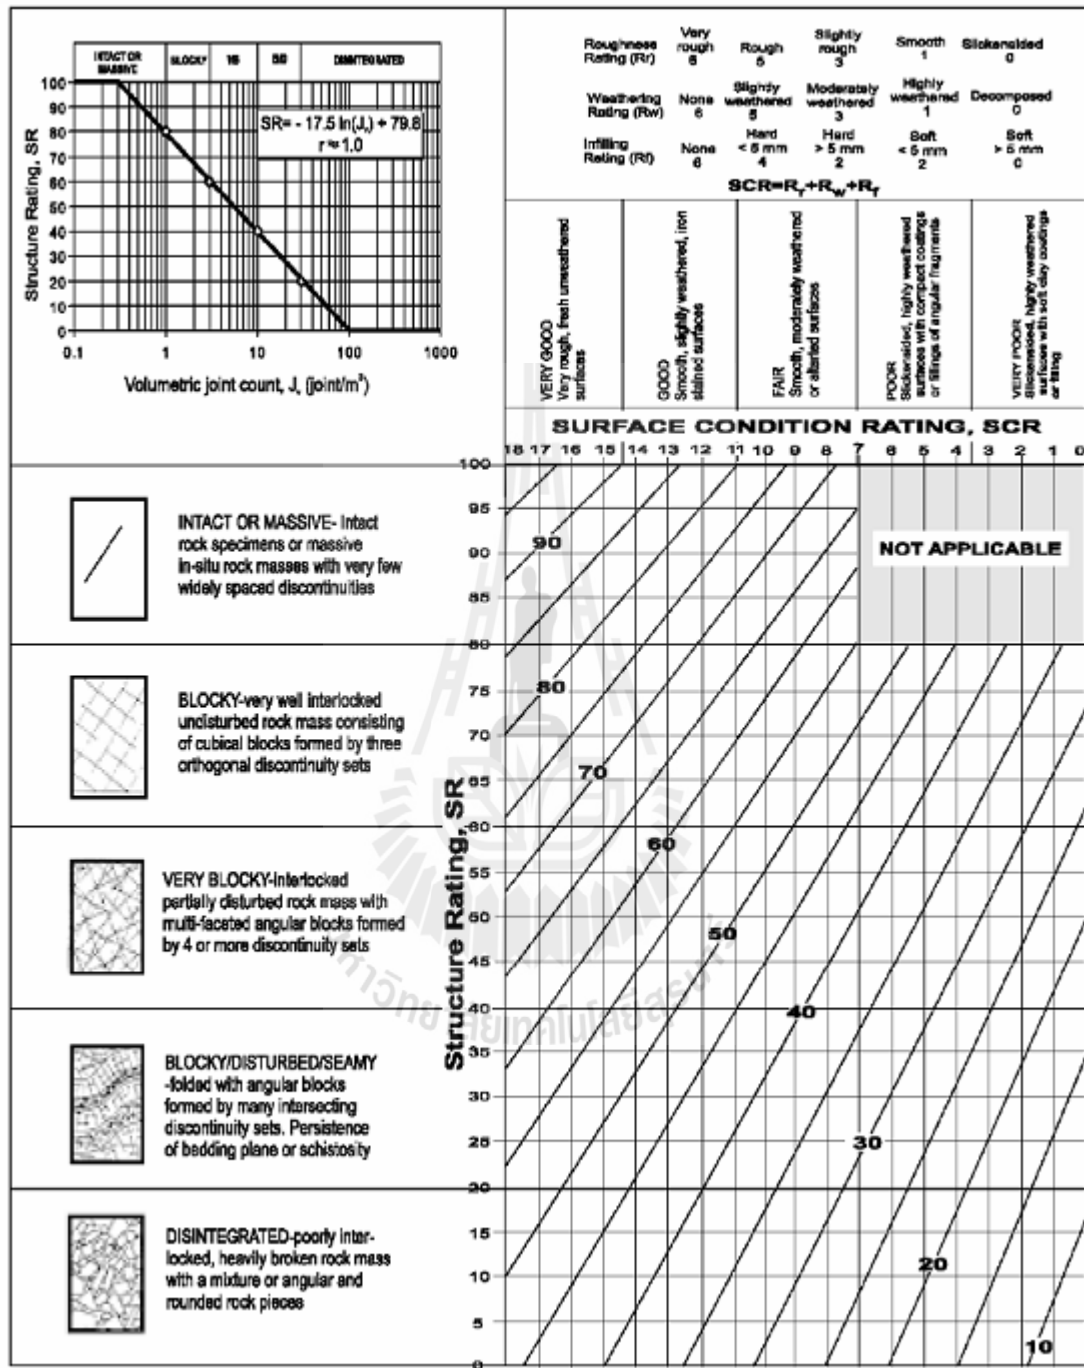 INTACT OR MASSIVE BLOCKY DISINTEGRATED
Structure Rating, SR
100
90
80
70
60
50
40
30
20
10
0
SR= - 17.5 ln(Jv) + 79.8
r ≈ 1.0
0.1 1 10 100 1000
Volumetric joint count, Jv (joint/m³)
Roughness Rating (Rr) Very rough 6 Rough 5 Slightly rough 3 Smooth 1 Slickensided 0
Weathering Rating (Rw) None 6 Slightly weathered 5 Moderately weathered 3 Highly weathered 1 Decomposed 0
Infilling Rating (Rf) None 6 Hard < 5 mm 4 Hard > 5 mm 2 Soft < 5 mm 2 Soft > 5 mm 0
SCR=Rr+Rw+Rf
VERY GOOD
Very rough, fresh unweathered
surfaces
GOOD
Smooth, slightly weathered, iron
stained surfaces
FAIR
Smooth, moderately weathered
or altered surfaces
POOR
Slickensided, highly weathered
surfaces with compact coatings
or fillings of angular fragments
VERY POOR
Slickensided, highly weathered
surfaces with soft clay coatings
or filling
SURFACE CONDITION RATING, SCR
18 17 16 15 14 13 12 11 10 9 8 7 6 5 4 3 2 1 0
INTACT OR MASSIVE- Intact
rock specimens or massive
in-situ rock masses with very few
widely spaced discontinuities
BLOCKY-very well interlocked
undisturbed rock mass consisting
of cubical blocks formed by three
orthogonal discontinuity sets
VERY BLOCKY-interlocked
partially disturbed rock mass with
multi-faceted angular blocks formed
by 4 or more discontinuity sets
BLOCKY/DISTURBED/SEAMY
-folded with angular blocks
formed by many intersecting
discontinuity sets. Persistence
of bedding plane or schistosity
DISINTEGRATED-poorly inter-
locked, heavily broken rock mass
with a mixture or angular and
rounded rock pieces
Structure Rating, SR
100
95
90
85
80
75
70
65
60
55
50
45
40
35
30
25
20
15
10
5
0
NOT APPLICABLE
90
80
70
60
50
40
30
20
10